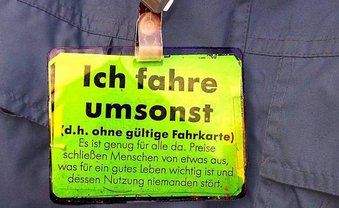 Ich fahre
umsonst
(d.h. ohne gültige Fahrkarte)
Es ist genug für alle da. Preise
schließen Menschen von etwas aus,
was für ein gutes Leben wichtig ist und
dessen Nutzung niemanden stört.